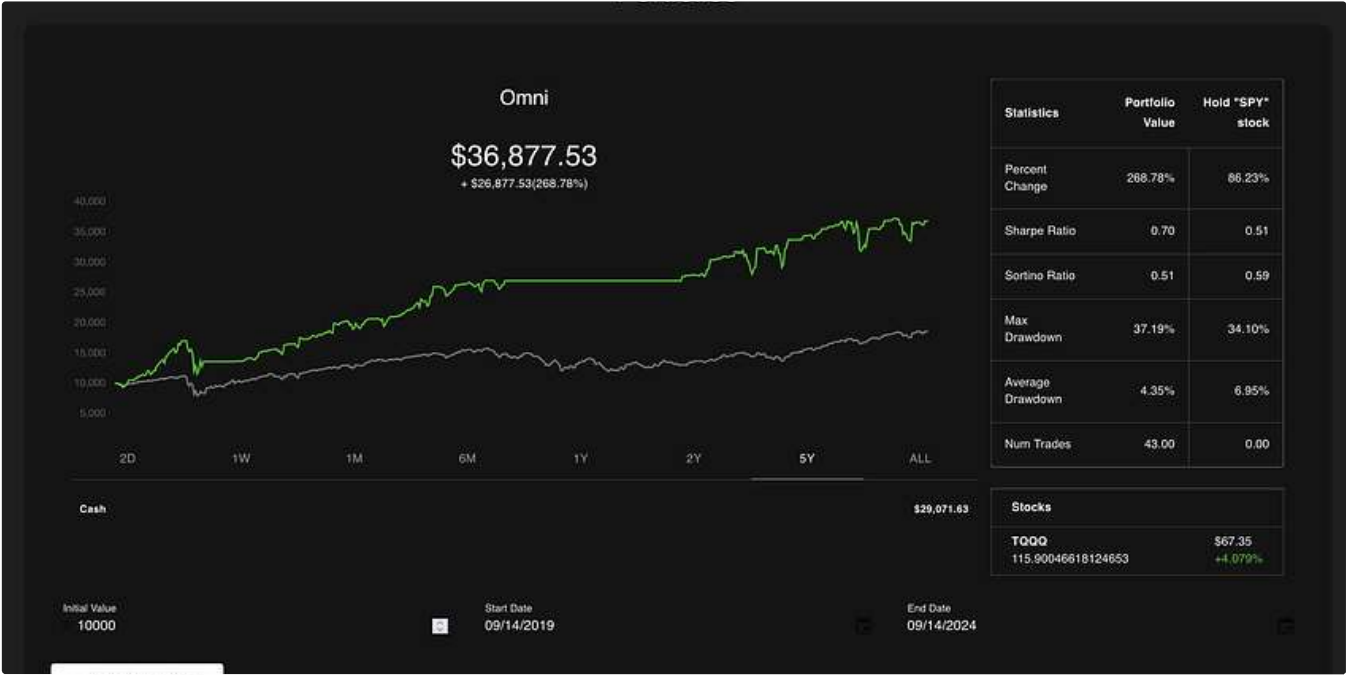 Omni
$36,877.53
+ $26,877.53(268.78%)
40,000
35,000
30,000
25,000
20,000
15,000
10,000
5,000
2D 1W 1M 6M 1Y 2Y 5Y ALL
Cash $29,071.63
Statistics Portfolio Value Hold "SPY" stock
Percent Change 268.78% 86.23%
Sharpe Ratio 0.70 0.51
Sortino Ratio 0.51 0.59
Max Drawdown 37.19% 34.10%
Average Drawdown 4.35% 6.95%
Num Trades 43.00 0.00
Stocks
TQQQ $67.35
115.90046618124653 +4.079%
Initial Value Start Date End Date
10000 09/14/2019 09/14/2024